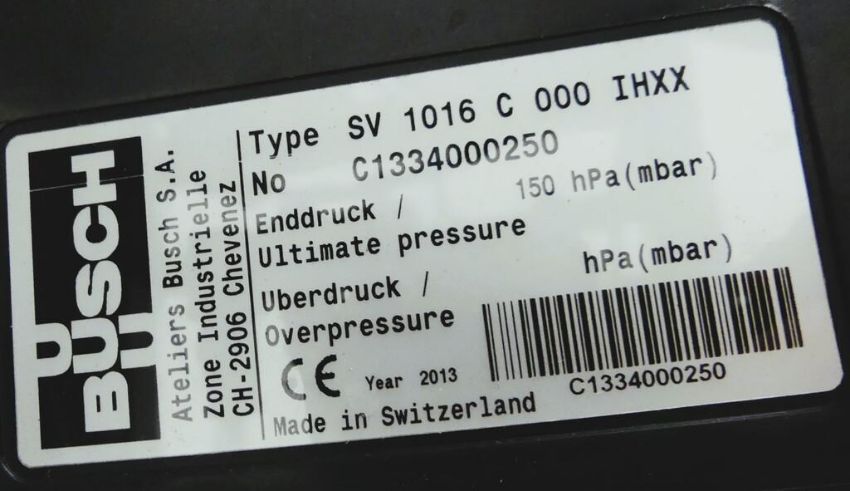 BUSCH
Ateliers Busch S.A.
Zone Industrielle
CH-2906 Chevenez
Type SV 1016 C 000 IHXX
No C1334000250
Enddruck / 150 hPa(mbar)
Ultimate pressure
Uberdruck / hPa(mbar)
Overpressure
CE Year 2013
C1334000250
Made in Switzerland